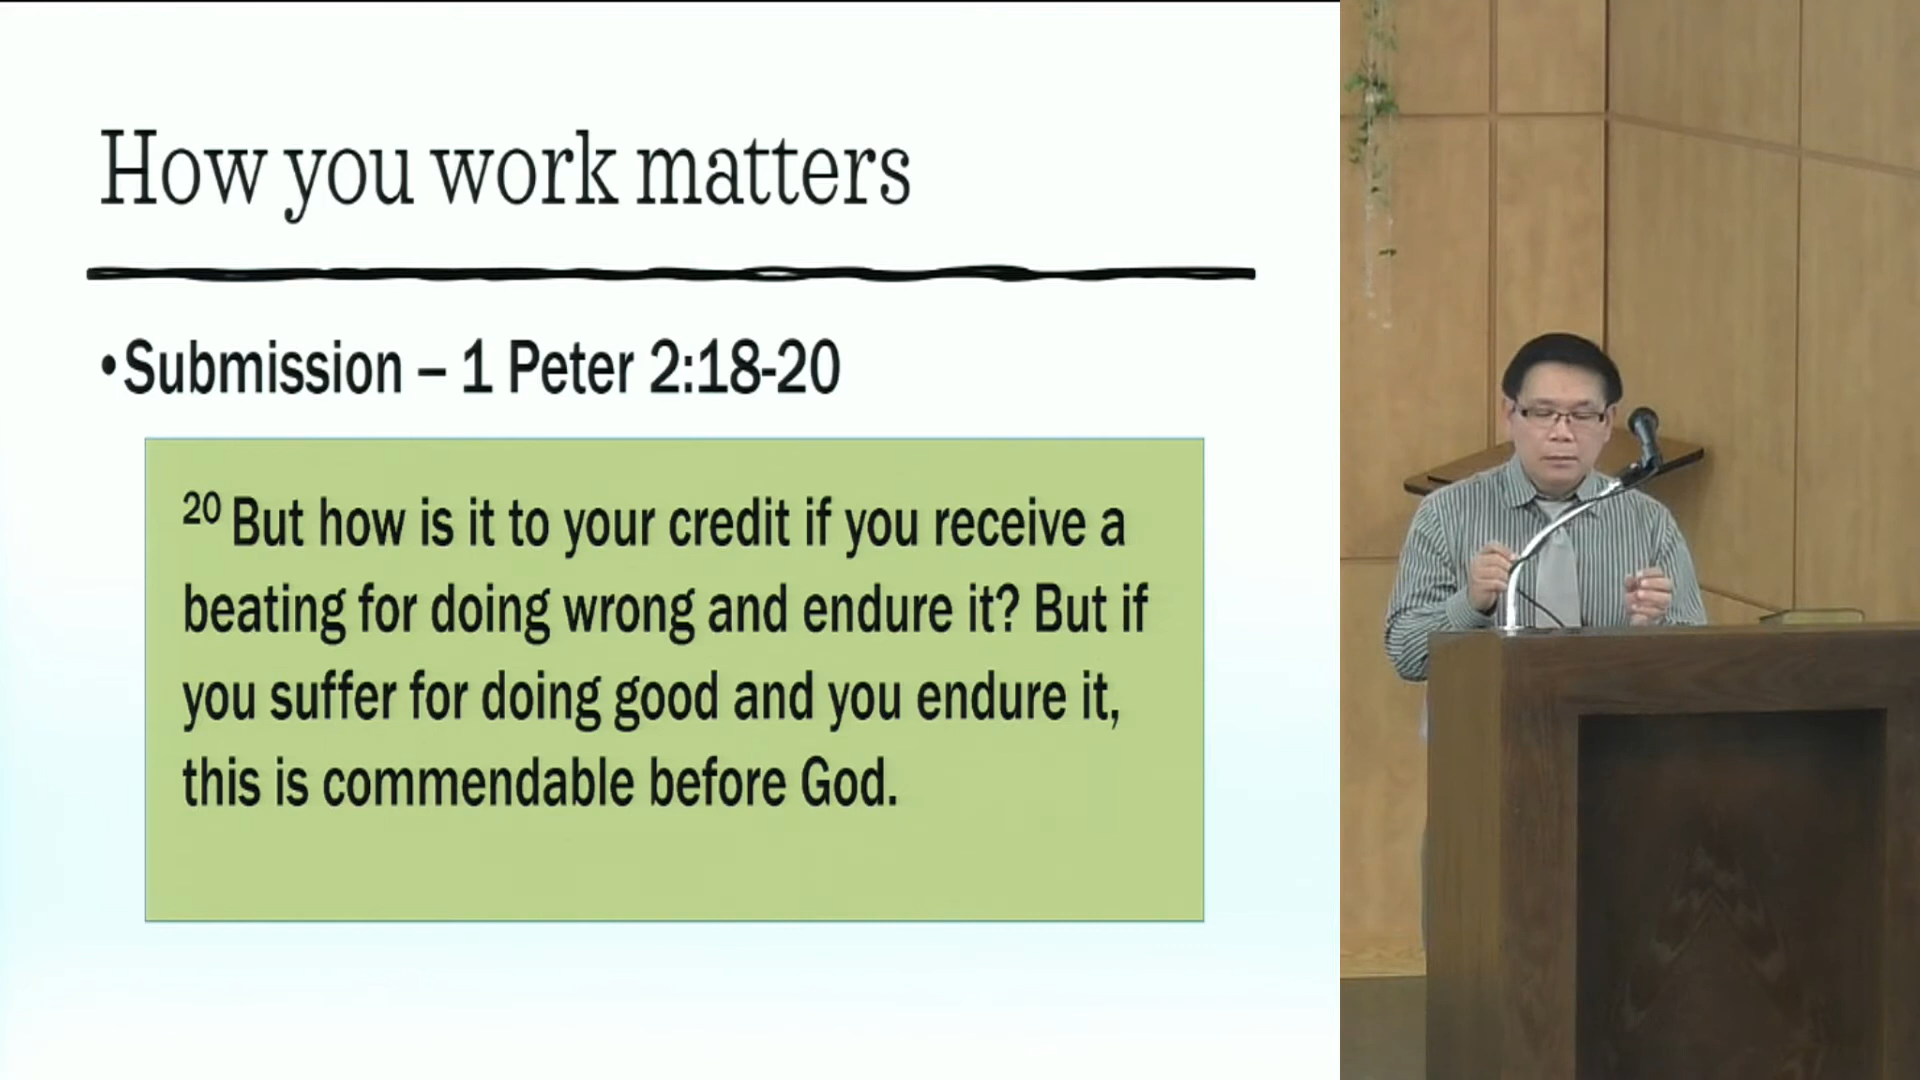 How you work matters
•Submission – 1 Peter 2:18-20
20 But how is it to your credit if you receive a
beating for doing wrong and endure it? But if
you suffer for doing good and you endure it,
this is commendable before God.